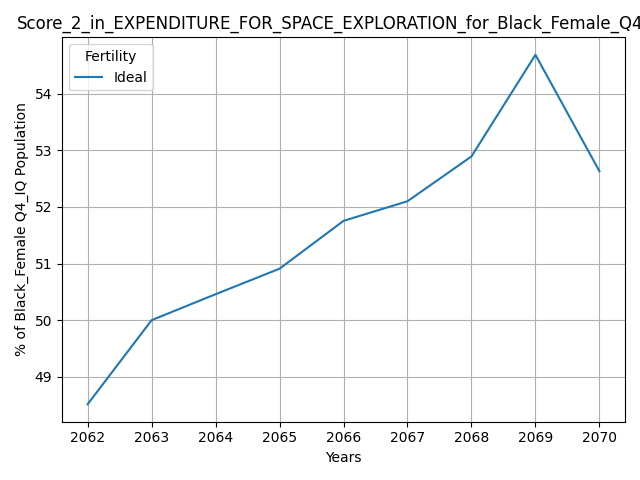 Score_2_in_EXPENDITURE_FOR_SPACE_EXPLORATION_for_Black_Female_Q4
Fertility
Ideal
54
53
52
51
50
49
% of Black_Female Q4_IQ Population
2062 2063 2064 2065 2066 2067 2068 2069 2070
Years